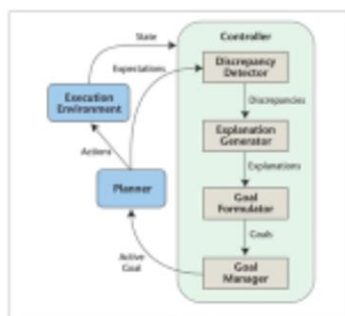 State
Controller
Expectations
Discrepancy
Detector
Execution
Environment
Discrepancies
Actions
Explanation
Generator
Explanations
Planner
Goal
Formulator
Goals
Active
Goal
Goal
Manager